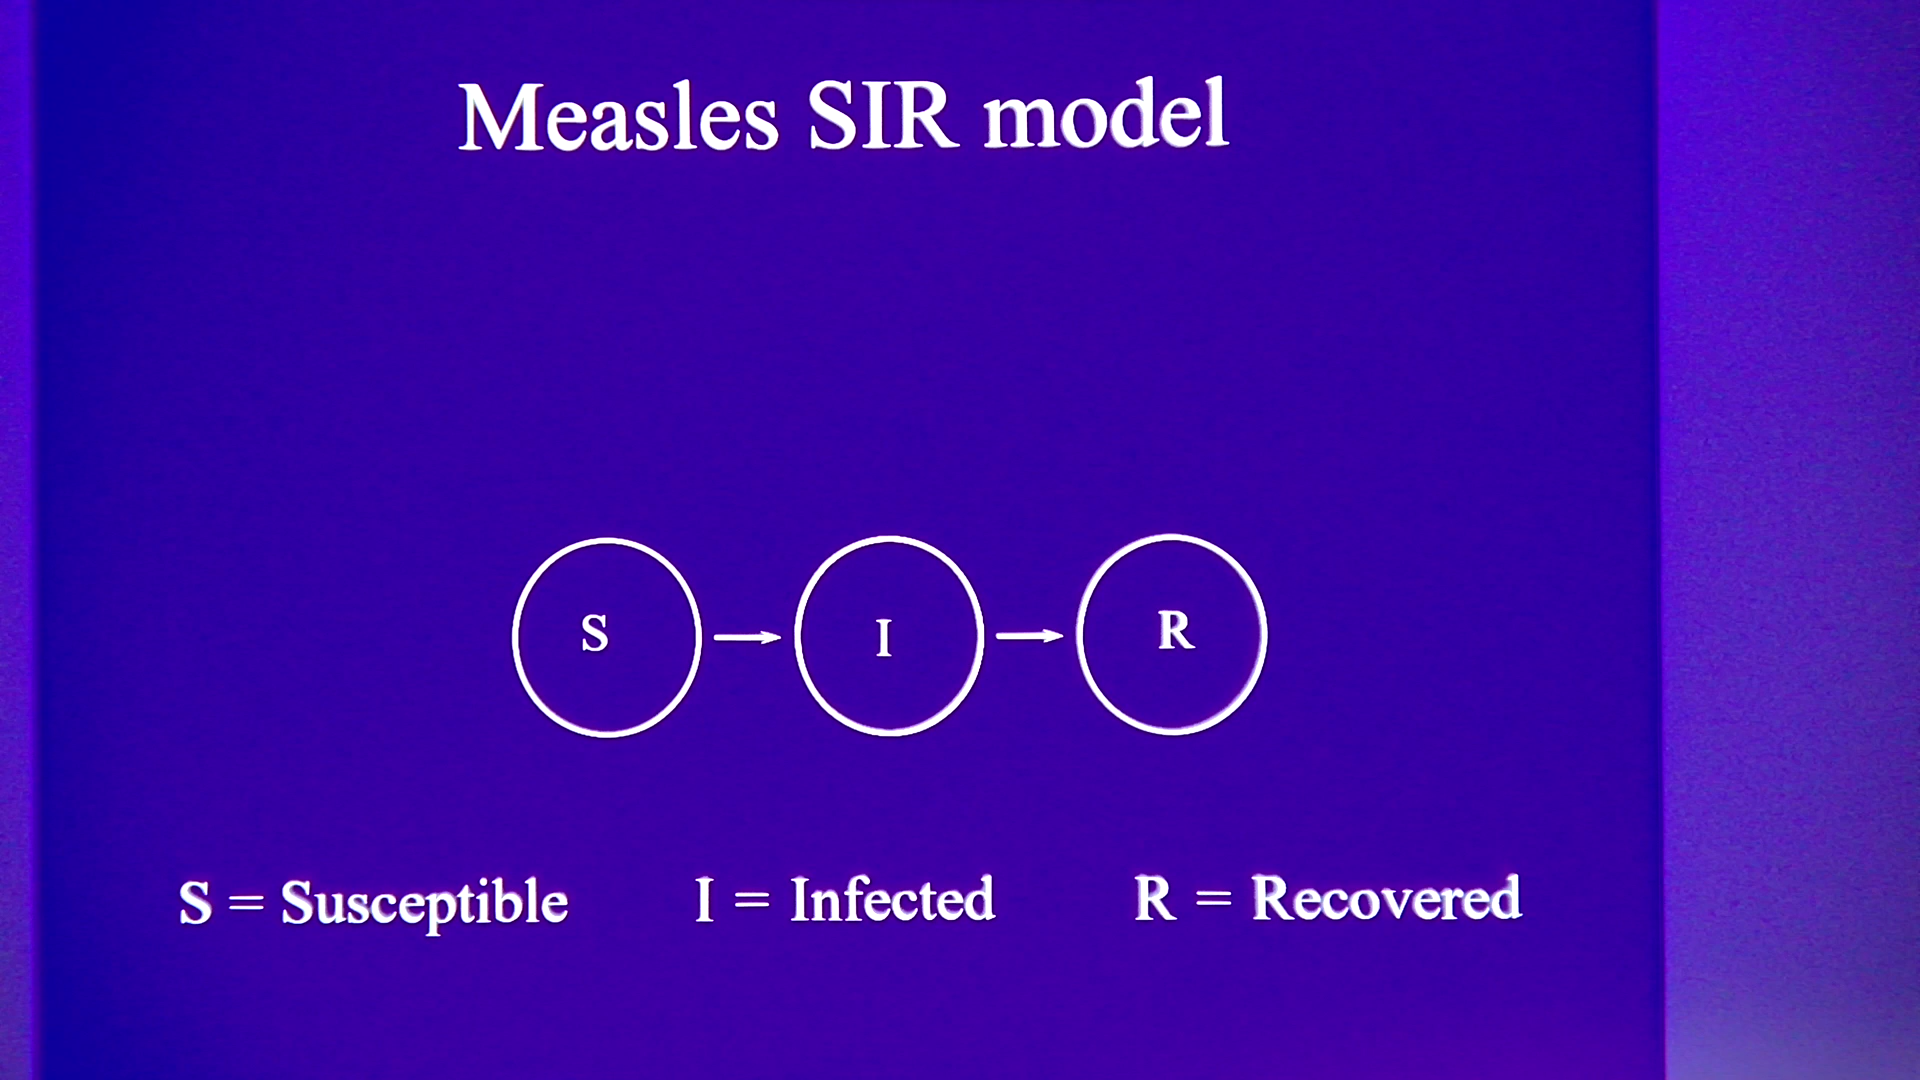 Measles SIR model
S
I
R
S = Susceptible
I = Infected
R = Recovered